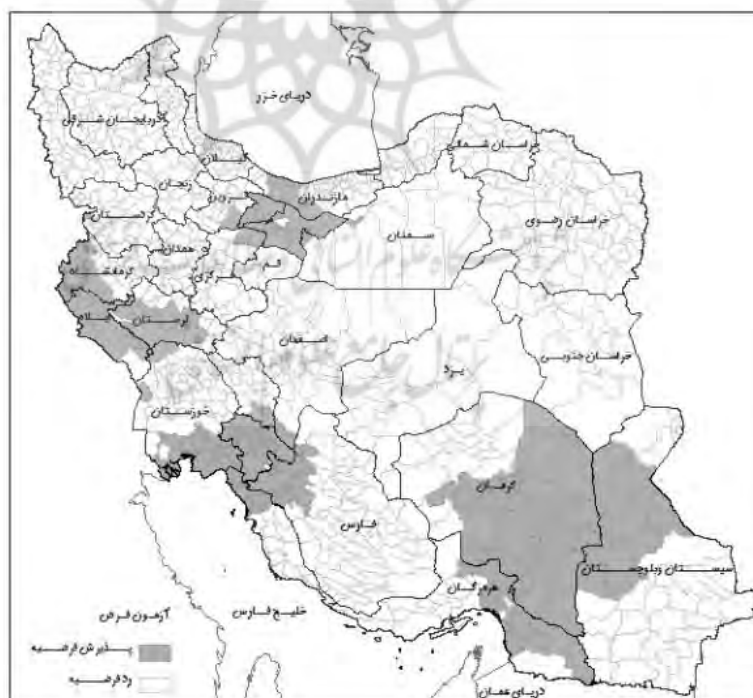 دریای خزر
آذربایجان شرقی
گیلان
خراسان شمالی
زنجان
مازندران
کردستان
خراسان رضوی
سمنان
همدان
قم
کرمانشاه
مرکزی
ایلام
لرستان
اصفهان
یزد
خراسان جنوبی
خوزستان
کرمان
فارس
سیستان وبلوچستان
هرمزگان
خلیج فارس
آزمون فرض
پذیرش فرضیه
رد فرضیه
دریای عمان